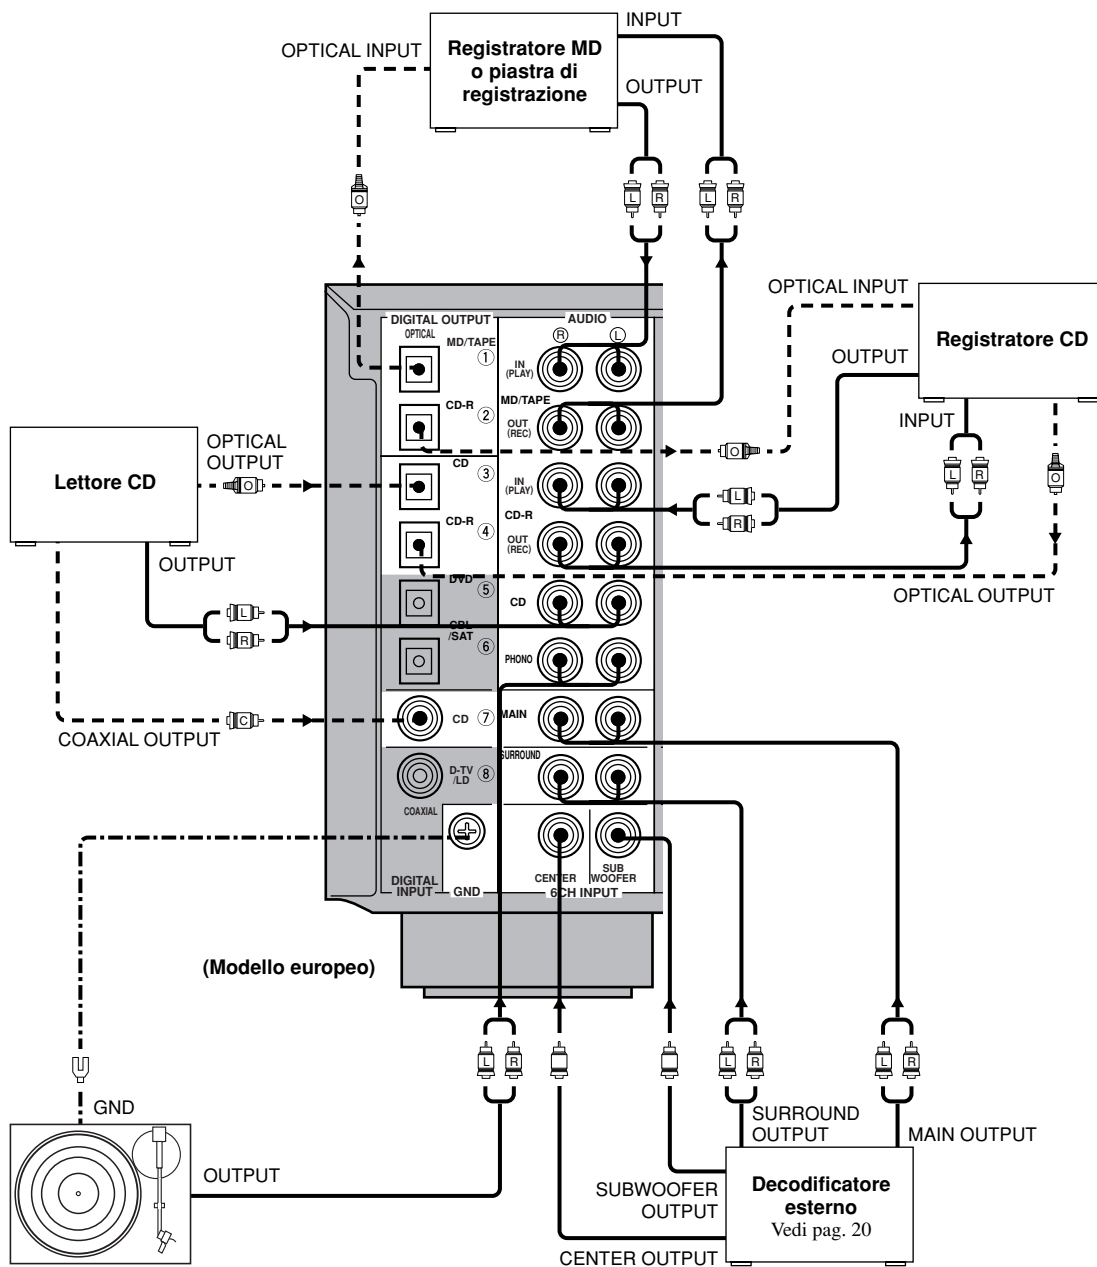 INPUT
OPTICAL INPUT
Registratore MD
o piastra di
registrazione
OUTPUT
O
L
R
L
R
OPTICAL INPUT
Registratore CD
OUTPUT
INPUT
L
R
O
O
L
R
OPTICAL OUTPUT
DIGITAL OUTPUT
OPTICAL
MD/TAPE
①
CD-R
②
CD
③
CD-R
④
DVD
⑤
CBL
/SAT
⑥
CD
⑦
D-TV
/LD
⑧
COAXIAL
DIGITAL
INPUT
GND
AUDIO
R
L
IN
(PLAY)
MD/TAPE
OUT
(REC)
IN
(PLAY)
CD-R
OUT
(REC)
CD
PHONO
MAIN
SURROUND
CENTER
SUB
WOOFER
6CH INPUT
Lettore CD
OPTICAL
OUTPUT
O
OUTPUT
L
R
C
COAXIAL OUTPUT
(Modello europeo)
GND
OUTPUT
L
R
L
R
L
R
SURROUND
OUTPUT
MAIN OUTPUT
SUBWOOFER
OUTPUT
CENTER OUTPUT
Decodificatore
esterno
Vedi pag. 20